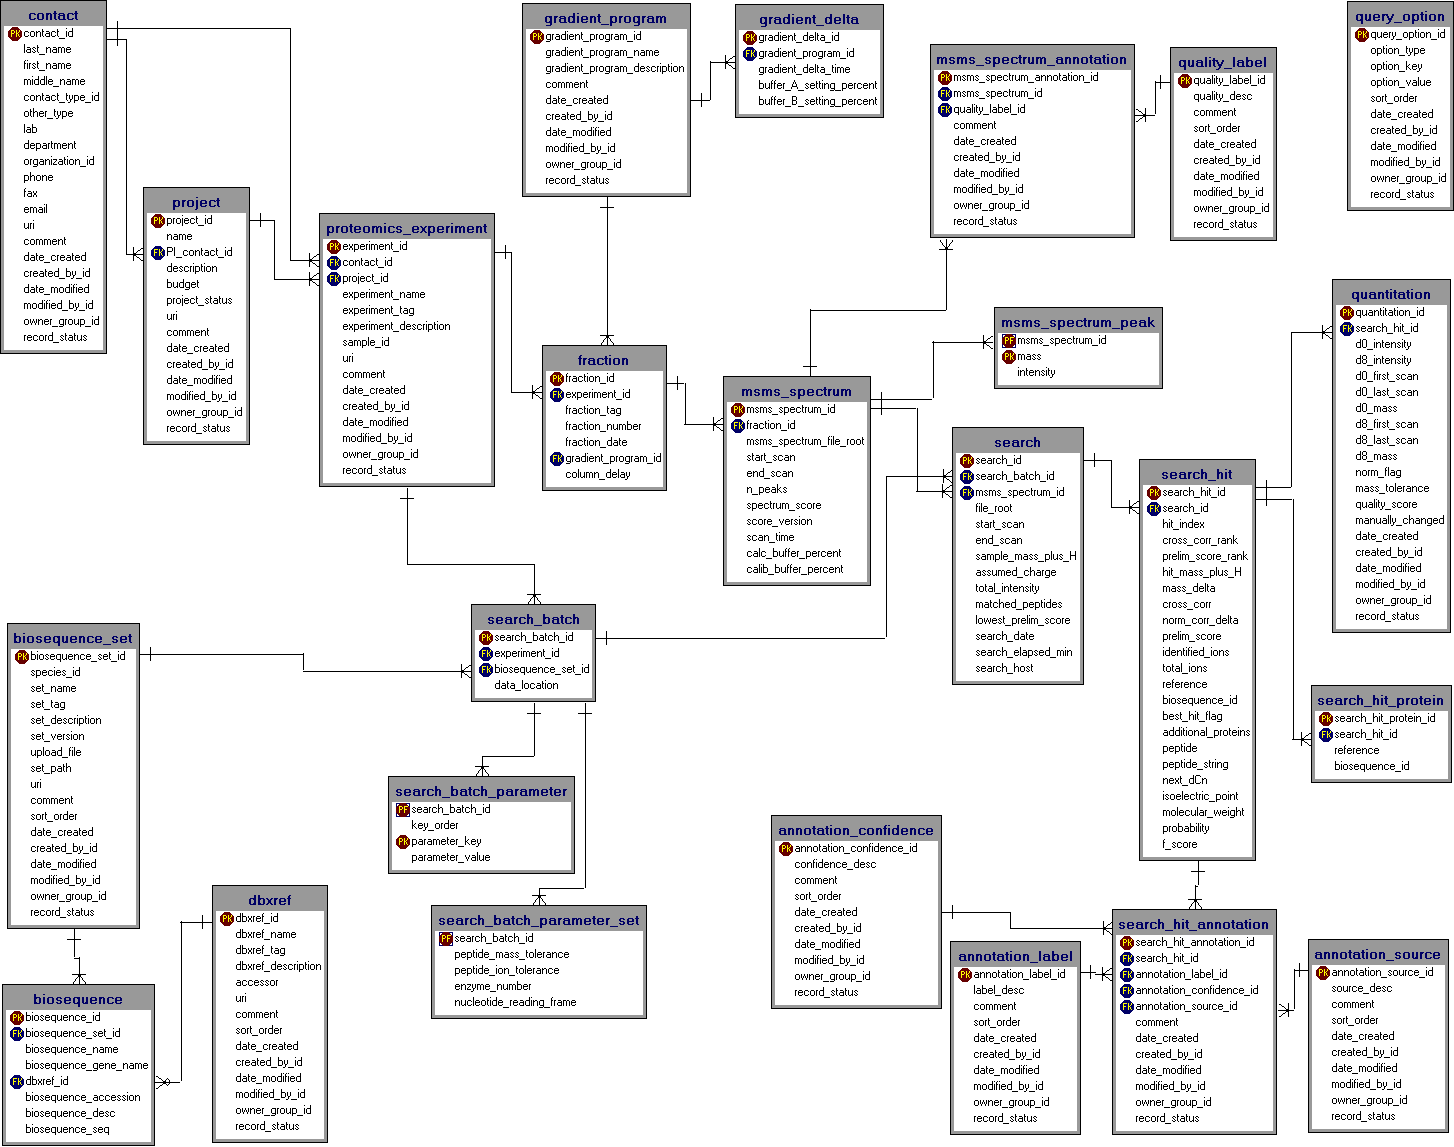 contact
Pk contact_id
last_name
first_name
middle_name
contact_type_id
other_type
lab
department
organization_id
phone
fax
email
uri
comment
date_created
created_by_id
date_modified
modified_by_id
owner_group_id
record_status
project
Pk project_id
name
Fk PI_contact_id
description
budget
project_status
uri
comment
date_created
created_by_id
date_modified
modified_by_id
owner_group_id
record_status
proteomics_experiment
Pk experiment_id
Fk contact_id
Fk project_id
experiment_name
experiment_tag
experiment_description
sample_id
uri
comment
date_created
created_by_id
date_modified
modified_by_id
owner_group_id
record_status
gradient_program
Pk gradient_program_id
gradient_program_name
gradient_program_description
comment
date_created
created_by_id
date_modified
modified_by_id
owner_group_id
record_status
gradient_delta
Pk gradient_delta_id
Fk gradient_program_id
gradient_delta_time
buffer_A_setting_percent
buffer_B_setting_percent
msms_spectrum_annotation
Pk msms_spectrum_annotation_id
Fk msms_spectrum_id
Fk quality_label_id
comment
date_created
created_by_id
date_modified
modified_by_id
owner_group_id
record_status
quality_label
Pk quality_label_id
quality_desc
comment
sort_order
date_created
created_by_id
date_modified
modified_by_id
owner_group_id
record_status
query_option
Pk query_option_id
option_type
option_key
option_value
sort_order
date_created
created_by_id
date_modified
modified_by_id
owner_group_id
record_status
fraction
Pk fraction_id
Fk experiment_id
fraction_tag
fraction_number
fraction_date
Fk gradient_program_id
column_delay
msms_spectrum
Pk msms_spectrum_id
Fk fraction_id
msms_spectrum_file_root
start_scan
end_scan
n_peaks
spectrum_score
score_version
scan_time
calc_buffer_percent
calib_buffer_percent
msms_spectrum_peak
PF msms_spectrum_id
Pk mass
intensity
search
Pk search_id
Fk search_batch_id
Fk msms_spectrum_id
file_root
start_scan
end_scan
sample_mass_plus_H
assumed_charge
total_intensity
matched_peptides
lowest_prelim_score
search_date
search_elapsed_min
search_host
search_hit
Pk search_hit_id
Fk search_id
hit_index
cross_corr_rank
prelim_score_rank
hit_mass_plus_H
mass_delta
cross_corr
norm_corr_delta
prelim_score
identified_ions
total_ions
reference
biosequence_id
best_hit_flag
additional_proteins
peptide
peptide_string
next_dCn
isoelectric_point
molecular_weight
probability
f_score
quantitation
Pk quantitation_id
Fk search_hit_id
d0_intensity
d8_intensity
d0_first_scan
d0_last_scan
d0_mass
d8_first_scan
d8_last_scan
d8_mass
norm_flag
mass_tolerance
quality_score
manually_changed
date_created
created_by_id
date_modified
modified_by_id
owner_group_id
record_status
search_hit_protein
Pk search_hit_protein_id
Fk search_hit_id
reference
biosequence_id
search_batch
Pk search_batch_id
Fk experiment_id
Fk biosequence_set_id
data_location
biosequence_set
Pk biosequence_set_id
species_id
set_name
set_tag
set_description
set_version
upload_file
set_path
uri
comment
sort_order
date_created
created_by_id
date_modified
modified_by_id
owner_group_id
record_status
search_batch_parameter
PF search_batch_id
key_order
Pk parameter_key
parameter_value
search_batch_parameter_set
PF search_batch_id
peptide_mass_tolerance
peptide_ion_tolerance
enzyme_number
nucleotide_reading_frame
dbxref
Pk dbxref_id
dbxref_name
dbxref_tag
dbxref_description
accessor
uri
comment
sort_order
date_created
created_by_id
date_modified
modified_by_id
owner_group_id
record_status
biosequence
Pk biosequence_id
Fk biosequence_set_id
biosequence_name
biosequence_gene_name
Fk dbxref_id
biosequence_accession
biosequence_desc
biosequence_seq
annotation_confidence
Pk annotation_confidence_id
confidence_desc
comment
sort_order
date_created
created_by_id
date_modified
modified_by_id
owner_group_id
record_status
annotation_label
Pk annotation_label_id
label_desc
comment
sort_order
date_created
created_by_id
date_modified
modified_by_id
owner_group_id
record_status
search_hit_annotation
Pk search_hit_annotation_id
Fk search_hit_id
Fk annotation_label_id
Fk annotation_confidence_id
Fk annotation_source_id
comment
date_created
created_by_id
date_modified
modified_by_id
owner_group_id
record_status
annotation_source
Pk annotation_source_id
source_desc
comment
sort_order
date_created
created_by_id
date_modified
modified_by_id
owner_group_id
record_status